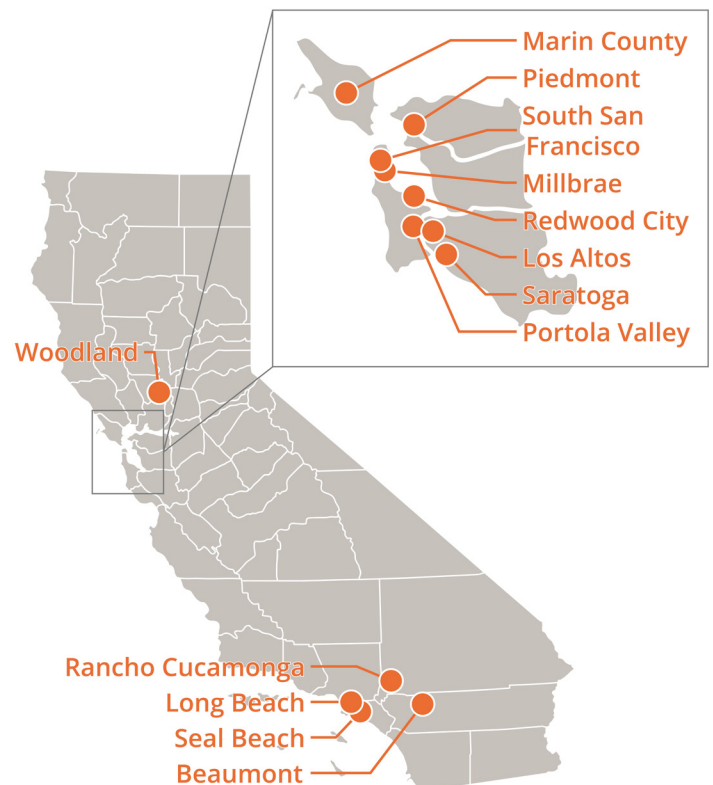 Marin County
Piedmont
South San
Francisco
Millbrae
Redwood City
Los Altos
Saratoga
Portola Valley
Woodland
Rancho Cucamonga
Long Beach
Seal Beach
Beaumont